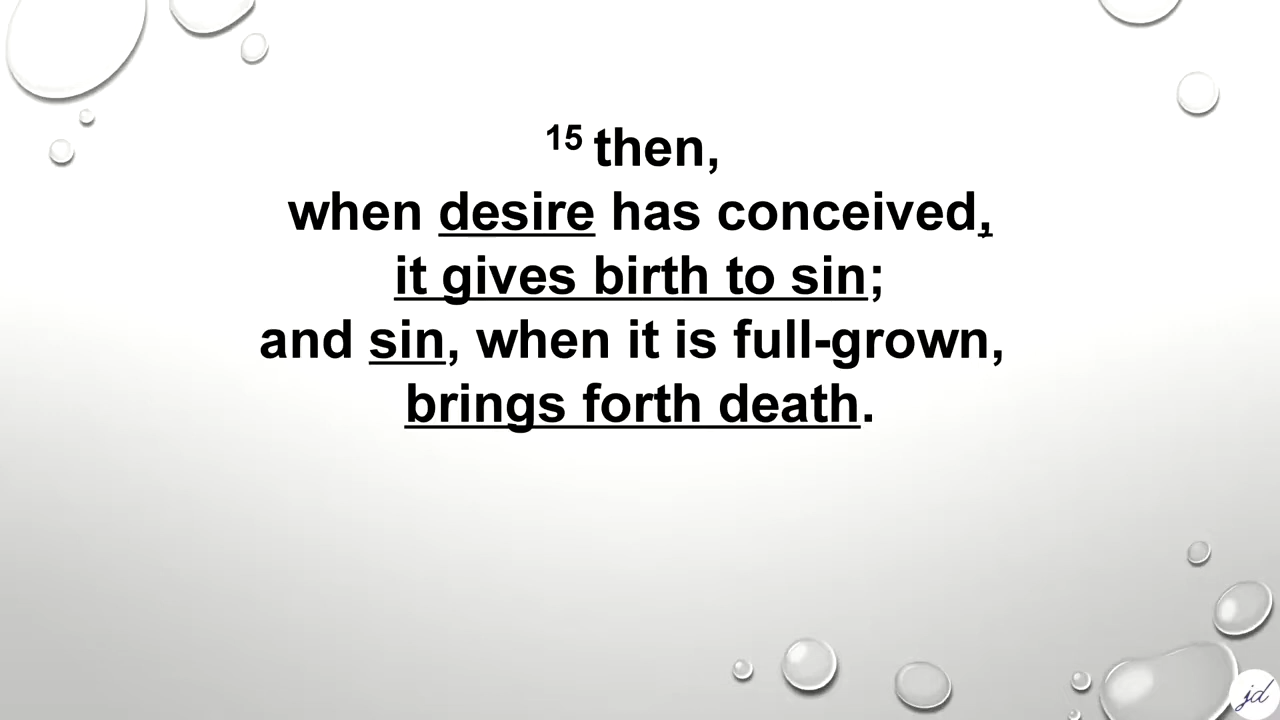 15 then,
when desire has conceived,
it gives birth to sin;
and sin, when it is full-grown,
brings forth death.
jd